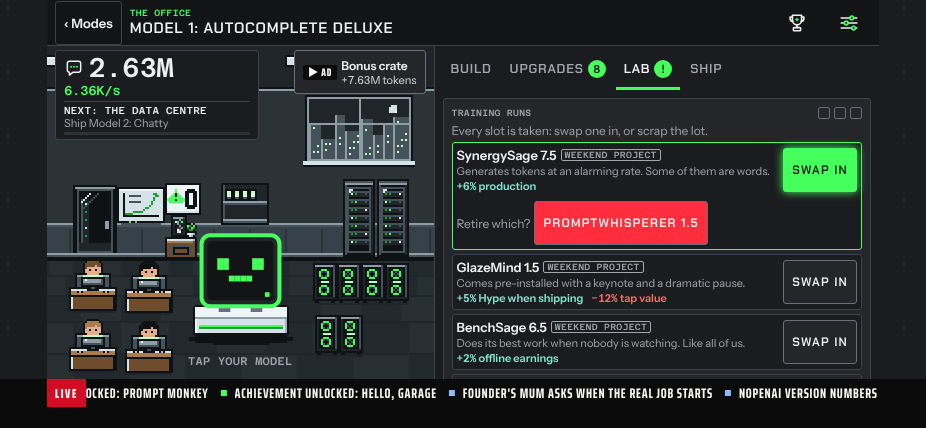 ‹ Modes
THE OFFICE
MODEL 1: AUTOCOMPLETE DELUXE
2.63M
6.36K/s
NEXT: THE DATA CENTRE
Ship Model 2: Chatty
AD
Bonus crate
+7.63M tokens
TAP YOUR MODEL
BUILD UPGRADES 8 LAB ! SHIP
TRAINING RUNS
Every slot is taken: swap one in, or scrap the lot.
SynergySage 7.5 WEEKEND PROJECT
Generates tokens at an alarming rate. Some of them are words.
+6% production
SWAP IN
Retire which? PROMPTWHISPERER 1.5
GlazeMind 1.5 WEEKEND PROJECT
Comes pre-installed with a keynote and a dramatic pause.
+5% Hype when shipping −12% tap value
SWAP IN
BenchSage 6.5 WEEKEND PROJECT
Does its best work when nobody is watching. Like all of us.
+2% offline earnings
SWAP IN
LIVE OCKED: PROMPT MONKEY ACHIEVEMENT UNLOCKED: HELLO, GARAGE FOUNDER'S MUM ASKS WHEN THE REAL JOB STARTS NOPENAI VERSION NUMBERS